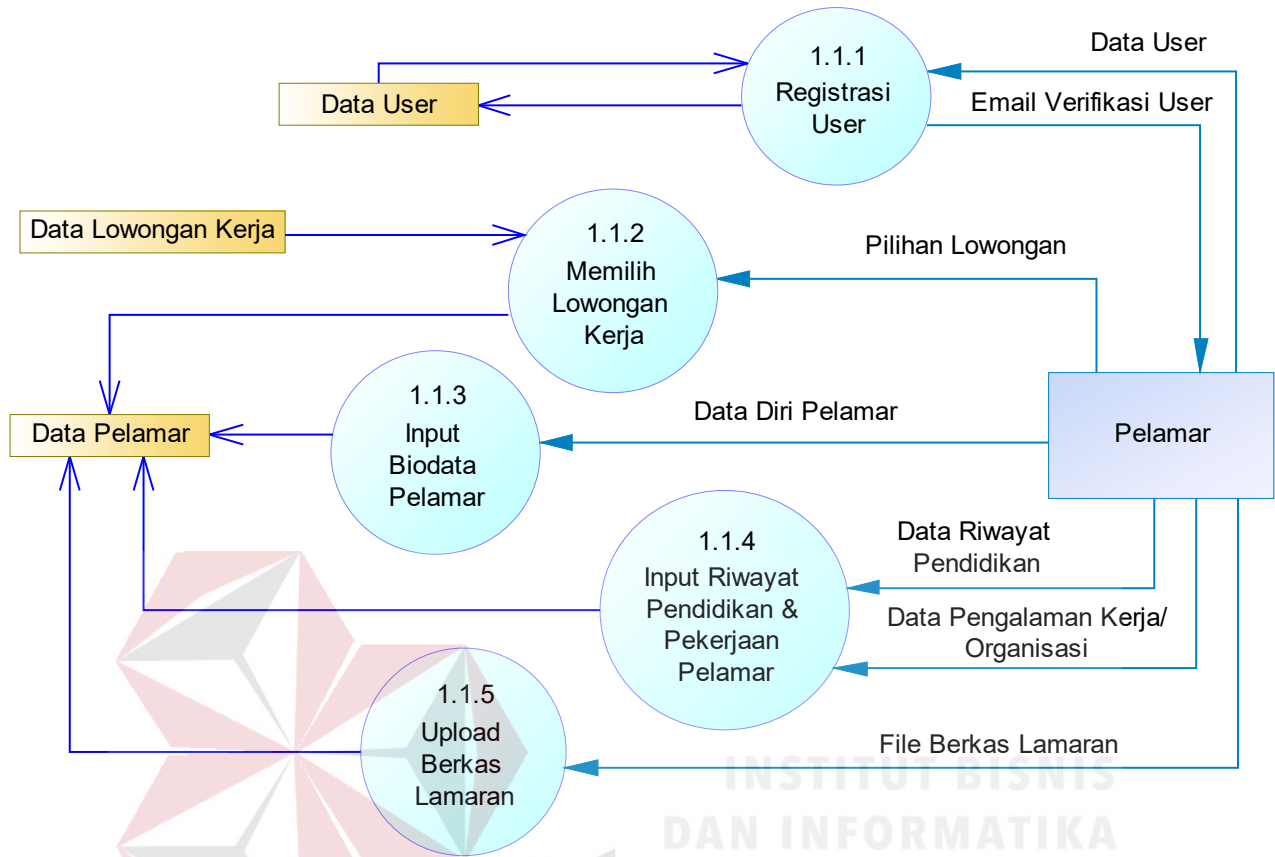 Data User
1.1.1
Registrasi
User
Data User
Email Verifikasi User
Data Lowongan Kerja
1.1.2
Memilih
Lowongan
Kerja
Pilihan Lowongan
Data Pelamar
1.1.3
Input
Biodata
Pelamar
Data Diri Pelamar
Pelamar
1.1.4
Input Riwayat
Pendidikan &
Pekerjaan
Pelamar
Data Riwayat
Pendidikan
Data Pengalaman Kerja/
Organisasi
1.1.5
Upload
Berkas
Lamaran
File Berkas Lamaran
INSTITUT BISNIS
DAN INFORMATIKA